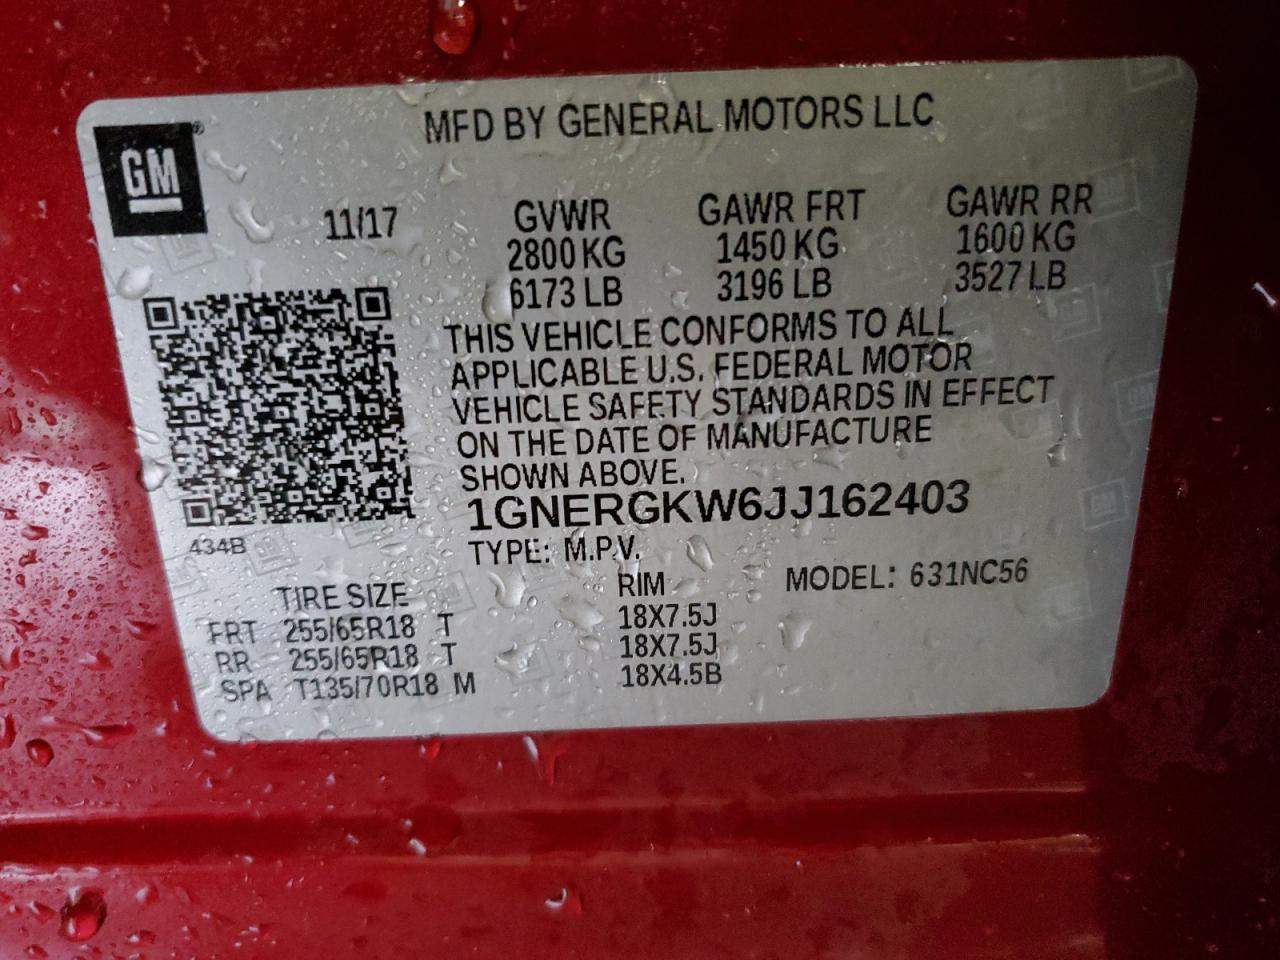 MFD BY GENERAL MOTORS LLC
GM®
11/17
GVWR GAWR FRT GAWR RR
2800 KG 1450 KG 1600 KG
6173 LB 3196 LB 3527 LB
THIS VEHICLE CONFORMS TO ALL
APPLICABLE U.S. FEDERAL MOTOR
VEHICLE SAFETY STANDARDS IN EFFECT
ON THE DATE OF MANUFACTURE
SHOWN ABOVE.
1GNERGKW6JJ162403
434B
TYPE: M.P.V.
MODEL: 631NC56
TIRE SIZE RIM
FRT 255/65R18 T 18X7.5J
RR 255/65R18 T 18X7.5J
SPA T135/70R18 M 18X4.5B